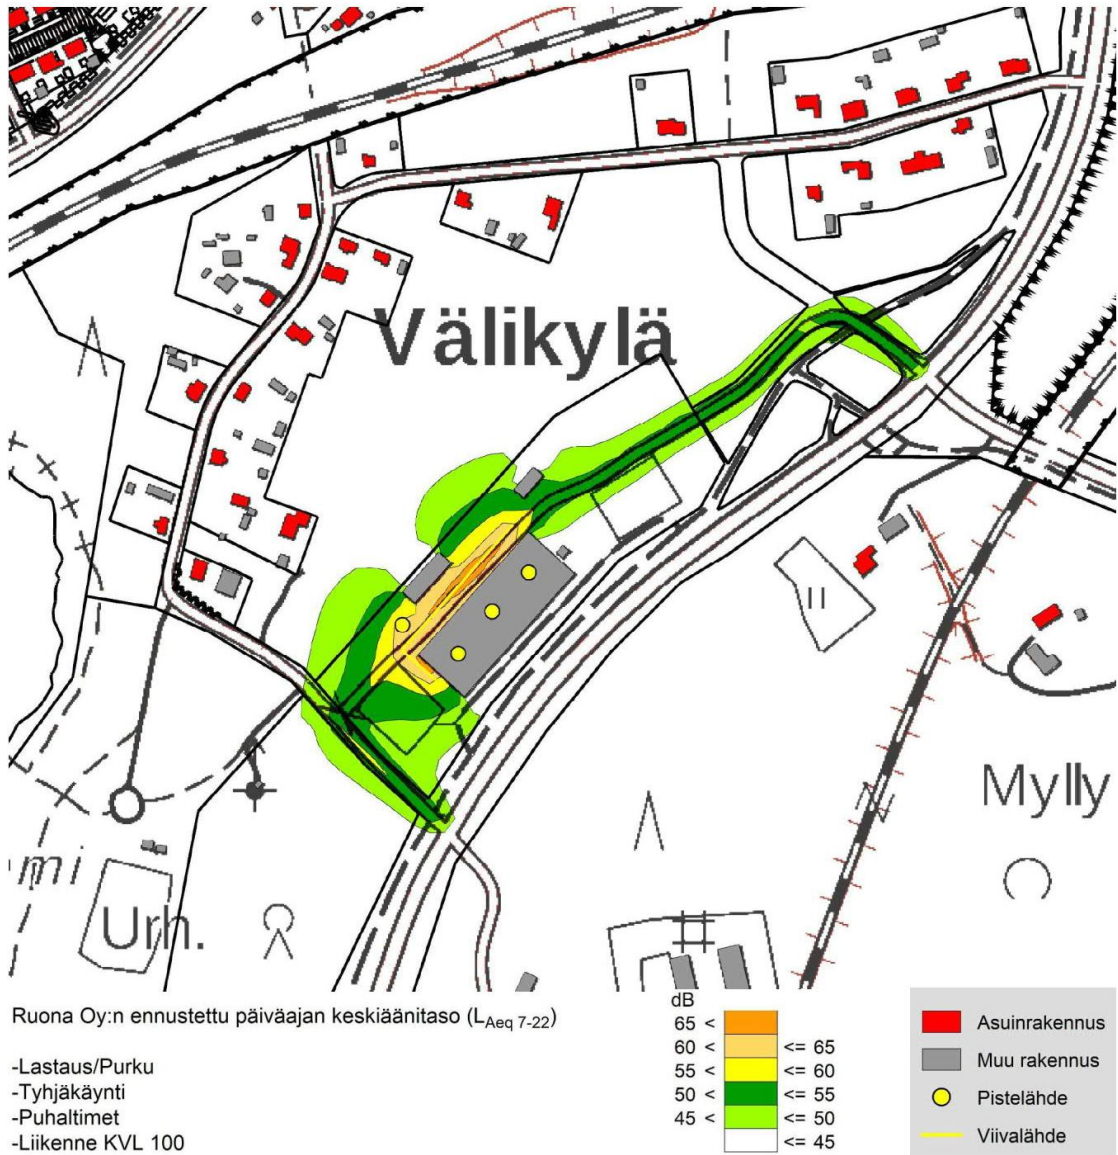 Välikylä
II
Mylly
mi
Urh.
Ruona Oy:n ennustettu päiväajan keskiäänitaso (LAeq 7-22)
-Lastaus/Purku
-Tyhjäkäynti
-Puhaltimet
-Liikenne KVL 100
dB
65 <
60 < <= 65
55 < <= 60
50 < <= 55
45 < <= 50
<= 45
Asuinrakennus
Muu rakennus
Pistelähde
Viivalähde